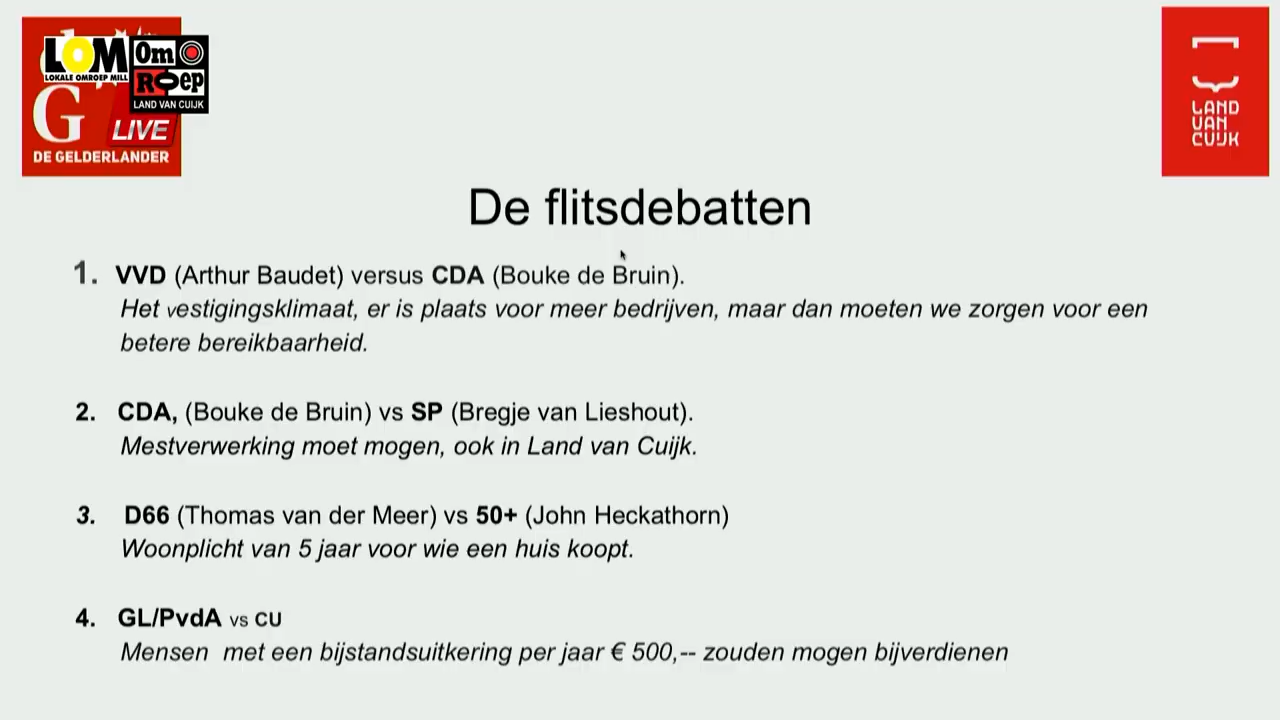 LOM
LOKALE OMROEP MILL
Om
Roep
LAND VAN CUIJK
G
LIVE
DE GELDERLANDER
LAND
VAN
CUIJK
De flitsdebatten
1. VVD (Arthur Baudet) versus CDA (Bouke de Bruin).
Het vestigingsklimaat, er is plaats voor meer bedrijven, maar dan moeten we zorgen voor een
betere bereikbaarheid.
2. CDA, (Bouke de Bruin) vs SP (Bregje van Lieshout).
Mestverwerking moet mogen, ook in Land van Cuijk.
3. D66 (Thomas van der Meer) vs 50+ (John Heckathorn)
Woonplicht van 5 jaar voor wie een huis koopt.
4. GL/PvdA vs CU
Mensen met een bijstandsuitkering per jaar € 500,-- zouden mogen bijverdienen